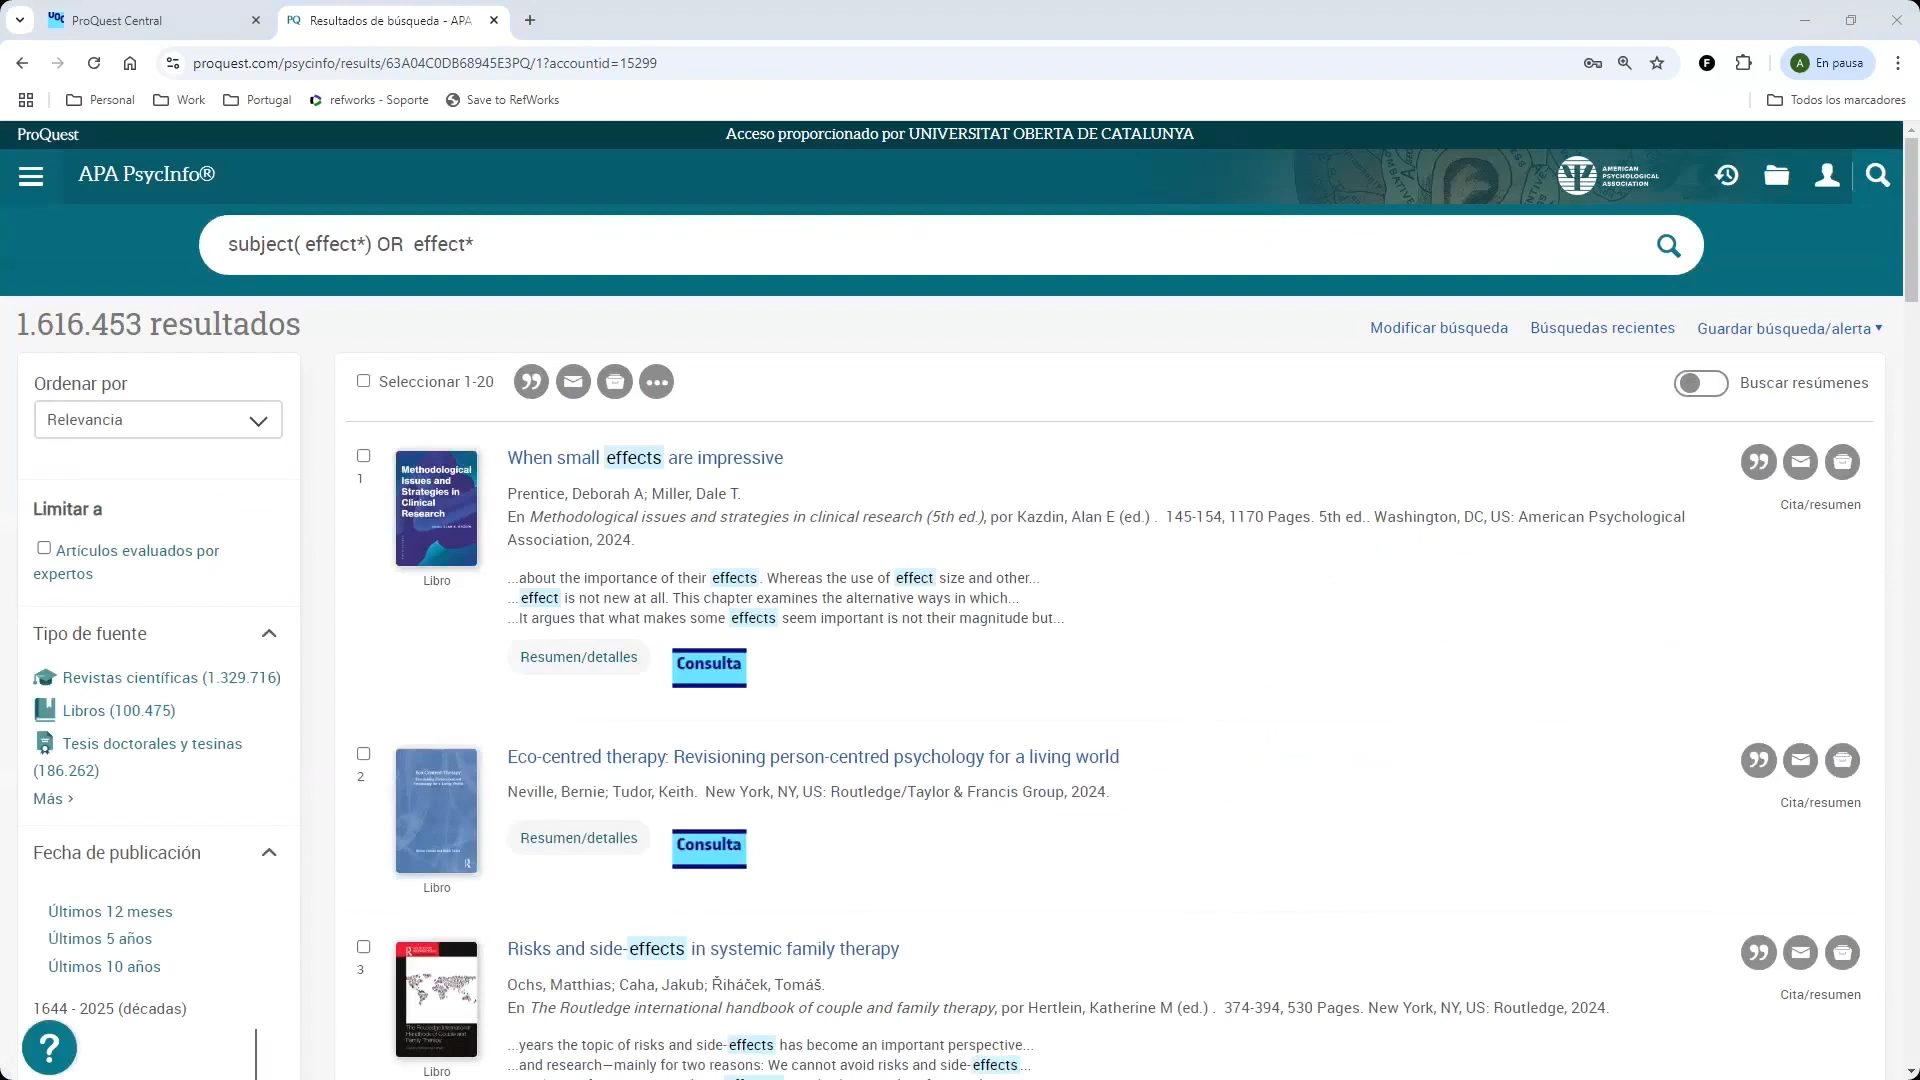 ProQuest Central
PQ Resultados de búsqueda - APA
proquest.com/psycinfo/results/63A04C0DB68945E3PQ/1?accountid=15299
F
A En pausa
Personal
Work
Portugal
refworks - Soporte
Save to RefWorks
Todos los marcadores
ProQuest
Acceso proporcionado por UNIVERSITAT OBERTA DE CATALUNYA
APA PsycInfo®
AMERICAN
PSYCHOLOGICAL
ASSOCIATION
subject( effect*) OR effect*
1.616.453 resultados
Modificar búsqueda
Búsquedas recientes
Guardar búsqueda/alerta
Ordenar por
Relevancia
Limitar a
Artículos evaluados por
expertos
Tipo de fuente
Revistas científicas (1.329.716)
Libros (100.475)
Tesis doctorales y tesinas
(186.262)
Más >
Fecha de publicación
Últimos 12 meses
Últimos 5 años
Últimos 10 años
1644 - 2025 (décadas)
?
Seleccionar 1-20
Buscar resúmenes
1
Methodological
Issues and
Strategies in
Clinical
Research
Libro
When small effects are impressive
Prentice, Deborah A; Miller, Dale T.
En Methodological issues and strategies in clinical research (5th ed.), por Kazdin, Alan E (ed.) . 145-154, 1170 Pages. 5th ed.. Washington, DC, US: American Psychological
Association, 2024.
...about the importance of their effects. Whereas the use of effect size and other...
...effect is not new at all. This chapter examines the alternative ways in which...
...It argues that what makes some effects seem important is not their magnitude but...
Resumen/detalles
Consulta
Cita/resumen
2
Eco-Centred Therapy
Libro
Eco-centred therapy: Revisioning person-centred psychology for a living world
Neville, Bernie; Tudor, Keith. New York, NY, US: Routledge/Taylor & Francis Group, 2024.
Resumen/detalles
Consulta
Cita/resumen
3
The Routledge International
Handbook of Couple and
Family Therapy
Libro
Risks and side-effects in systemic family therapy
Ochs, Matthias; Caha, Jakub; Řiháček, Tomáš.
En The Routledge international handbook of couple and family therapy, por Hertlein, Katherine M (ed.) . 374-394, 530 Pages. New York, NY, US: Routledge, 2024.
...years the topic of risks and side-effects has become an important perspective...
...and research—mainly for two reasons: We cannot avoid risks and side-effects...
Cita/resumen